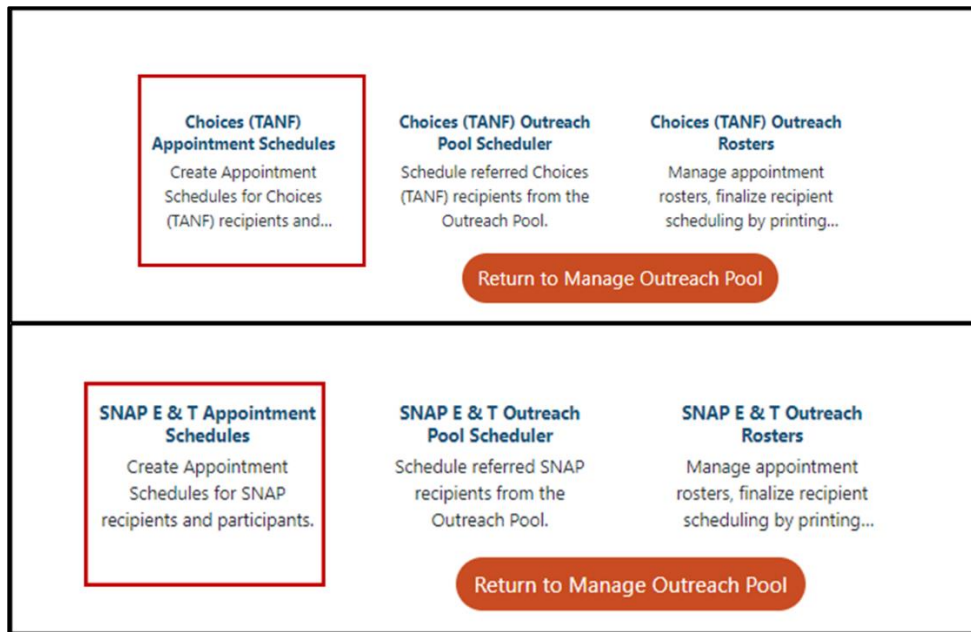 Choices (TANF)
Appointment Schedules
Create Appointment
Schedules for Choices
(TANF) recipients and...
Choices (TANF) Outreach
Pool Scheduler
Schedule referred Choices
(TANF) recipients from the
Outreach Pool.
Choices (TANF) Outreach
Rosters
Manage appointment
rosters, finalize recipient
scheduling by printing...
Return to Manage Outreach Pool
SNAP E & T Appointment
Schedules
Create Appointment
Schedules for SNAP
recipients and participants.
SNAP E & T Outreach
Pool Scheduler
Schedule referred SNAP
recipients from the
Outreach Pool.
SNAP E & T Outreach
Rosters
Manage appointment
rosters, finalize recipient
scheduling by printing...
Return to Manage Outreach Pool